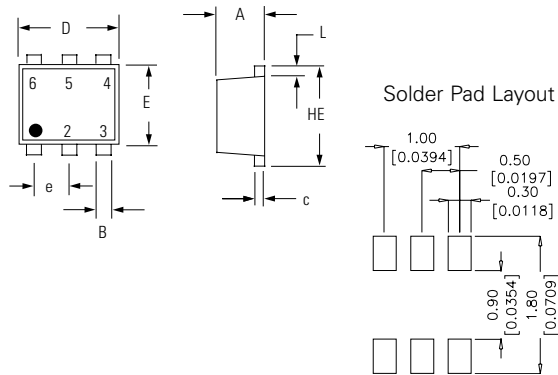 D
A
L
6 5 4
E
2 3
e
B
HE
c
Solder Pad Layout
1.00
[0.0394]
0.50
[0.0197]
0.30
[0.0118]
0.90
[0.0354]
1.80
[0.0709]